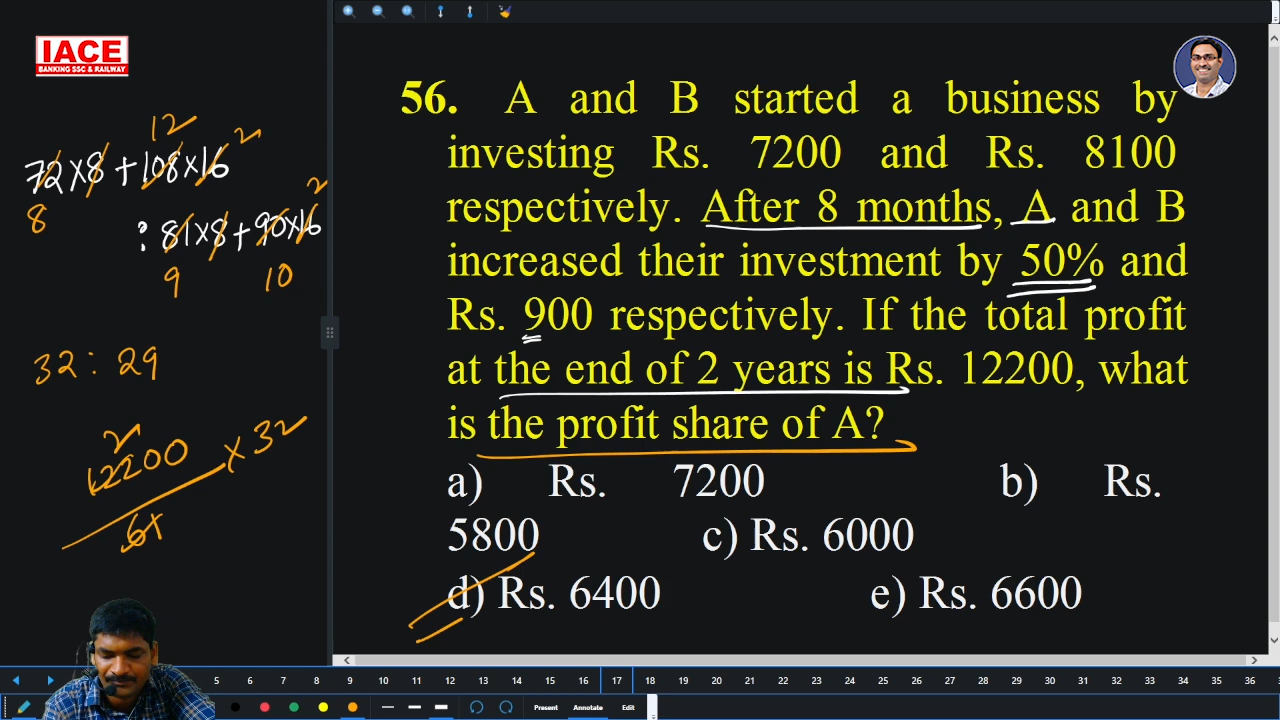 IACE
BANKING SSC & RAILWAY
12
2
72×8 + 108×16
2
8
: 81×8 + 90×16
9
10
32 : 29
2
12200 × 32
61
56. A and B started a business by
investing Rs. 7200 and Rs. 8100
respectively. After 8 months, A and B
increased their investment by 50% and
Rs. 900 respectively. If the total profit
at the end of 2 years is Rs. 12200, what
is the profit share of A?
a) Rs. 7200 b) Rs.
5800 c) Rs. 6000
d) Rs. 6400 e) Rs. 6600
5 6 7 8 9 10 11 12 13 14 15 16 17 18 19 20 21 22 23 24 25 26 27 28 29 30 31 32 33 34 35 36
Present Annotate Edit